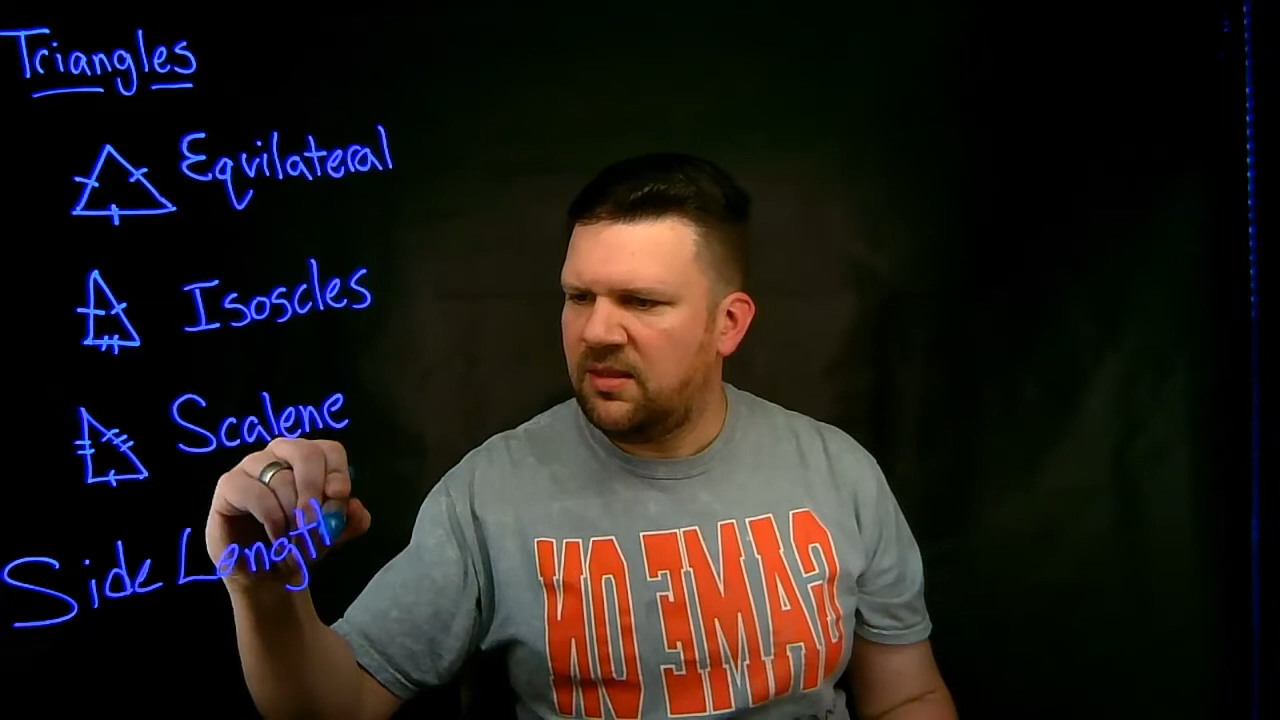 Triangles
Equilateral
Isoscles
Scalene
Side Length
GAME ON